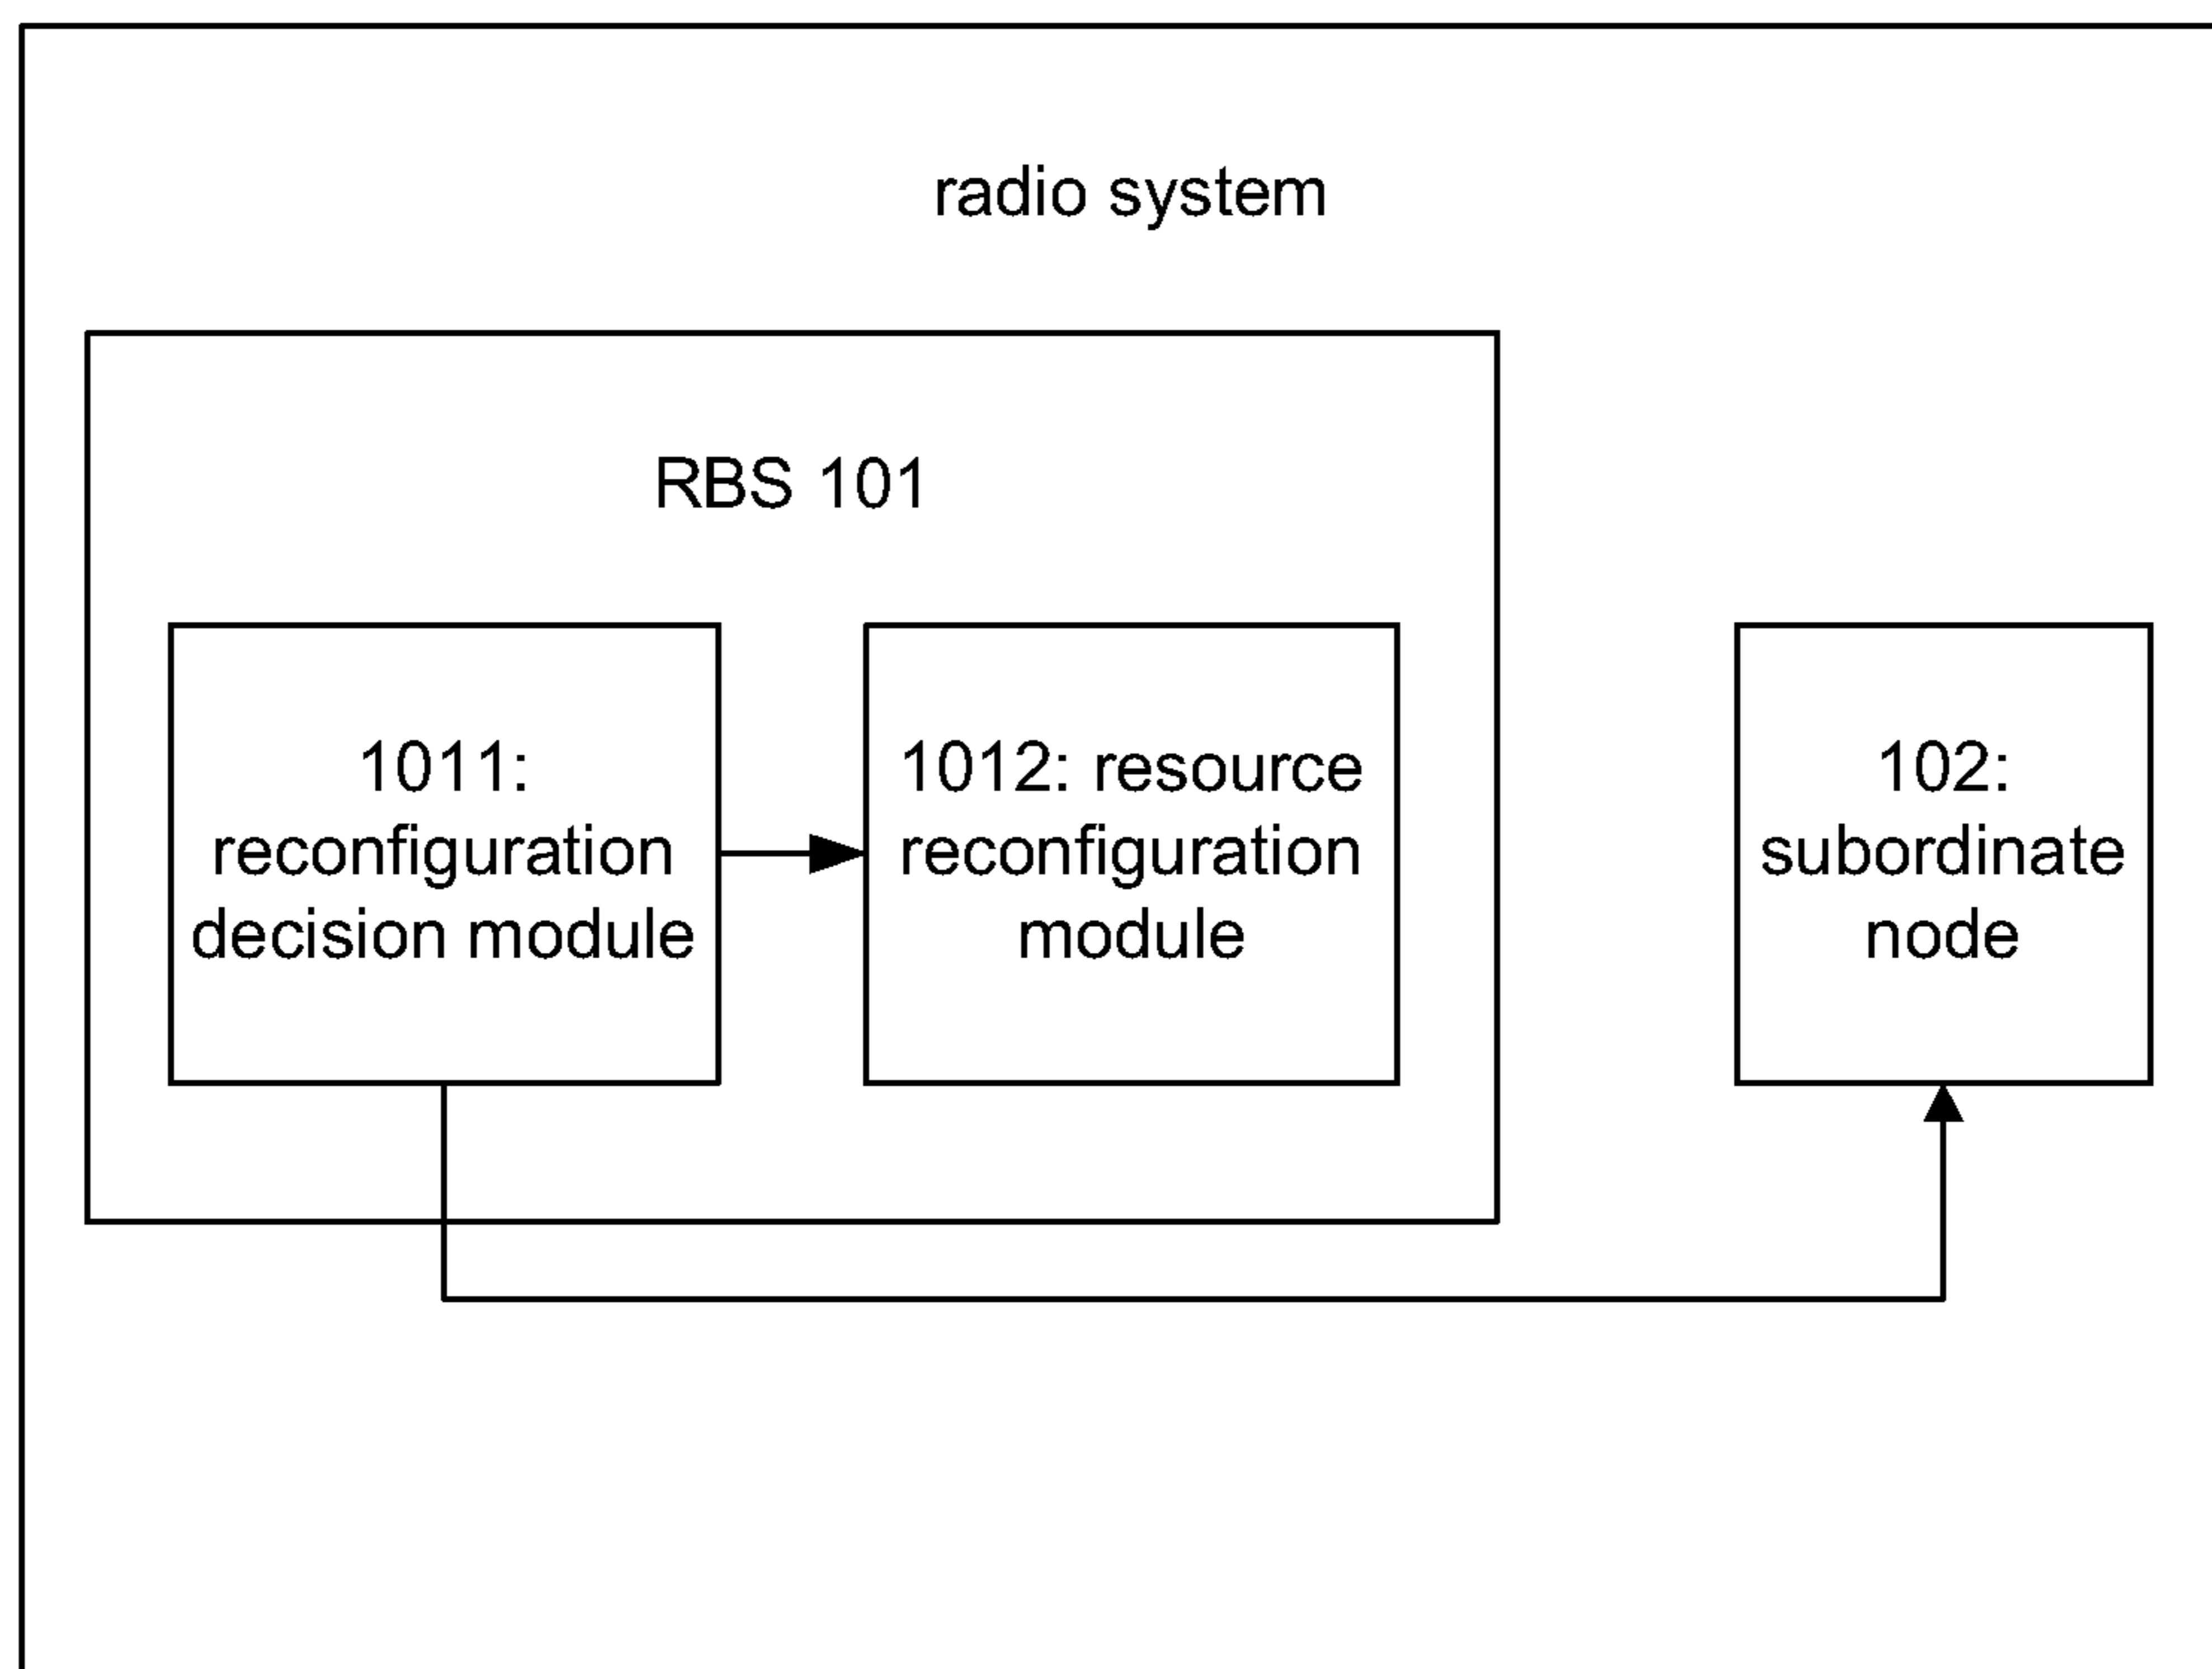 radio system
RBS 101
1011:
reconfiguration
decision module
1012: resource
reconfiguration
module
102:
subordinate
node